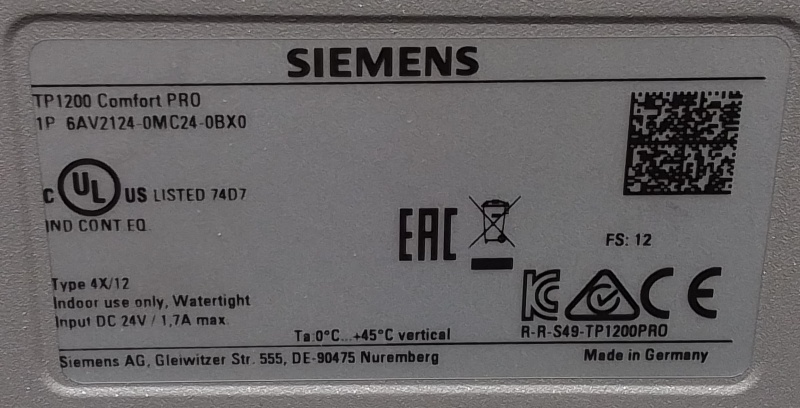 SIEMENS
TP1200 Comfort PRO
1P 6AV2124-0MC24-0BX0
C UL US LISTED 74D7
IND CONT EQ.
EAC
FS: 12
Type 4X/12
Indoor use only, Watertight
Input DC 24V / 1,7A max.
KC CE
Ta:0°C...+45°C vertical
R-R-S49-TP1200PRO
Siemens AG, Gleiwitzer Str. 555, DE-90475 Nuremberg
Made in Germany